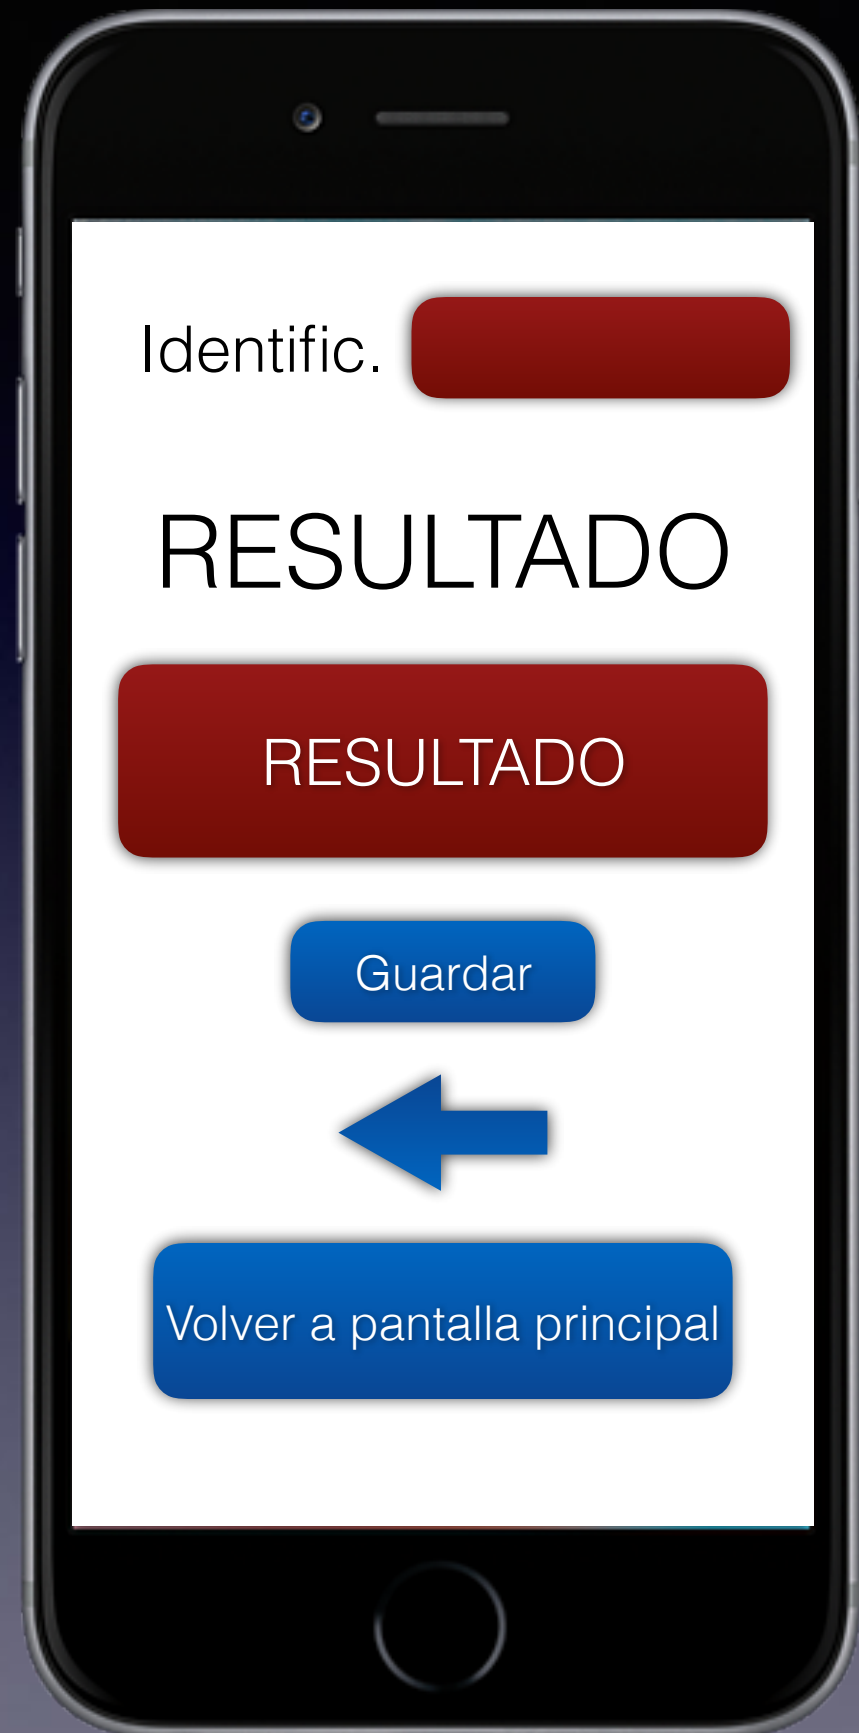 Identific.
RESULTADO
RESULTADO
Guardar
Volver a pantalla principal